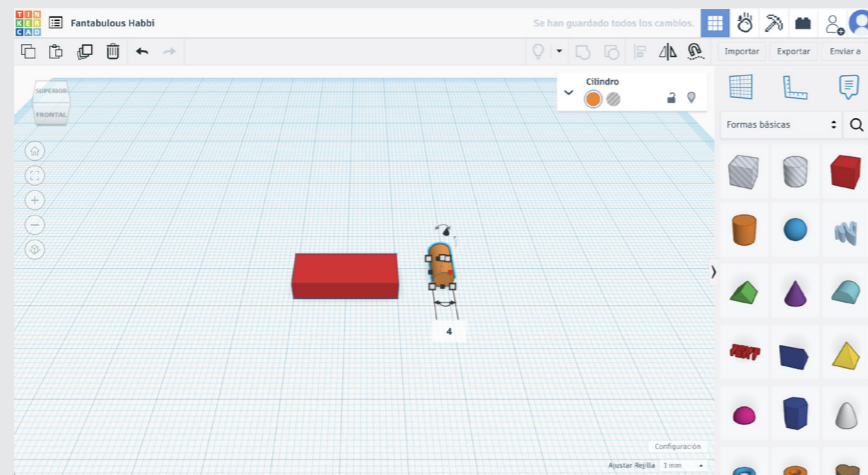 TIN
KER
CAD
Fantabulous Habbi
Se han guardado todos los cambios.
Importar
Exportar
Enviar a
SUPERIOR
FRONTAL
Cilindro
Formas básicas
4
TEXT
Configuración
Ajustar Rejilla 1 mm